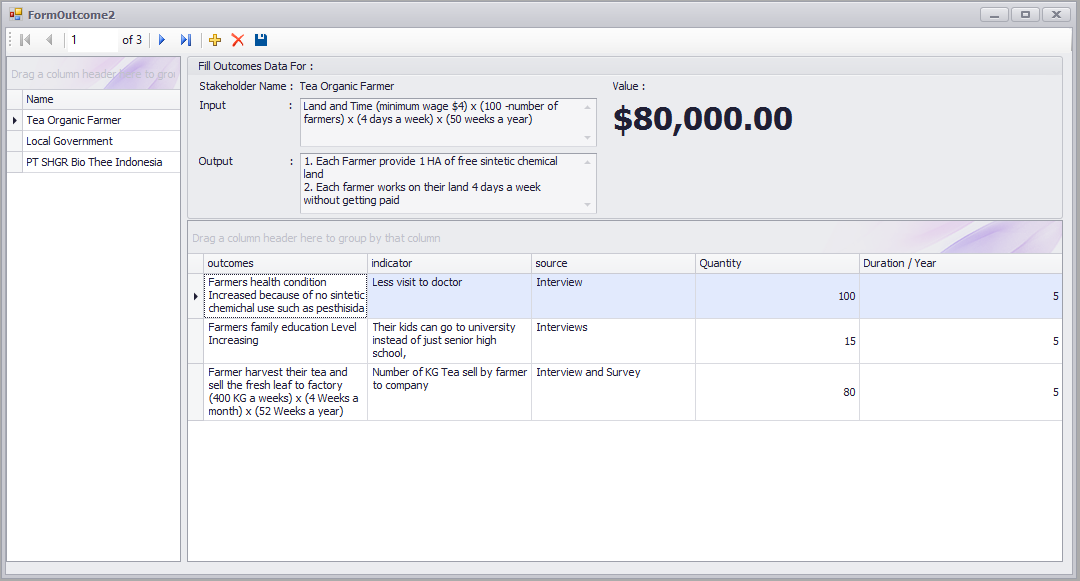 FormOutcome2
1 of 3
Drag a column header here to group
Name
Tea Organic Farmer
Local Government
PT SHGR Bio Thee Indonesia
Fill Outcomes Data For :
Stakeholder Name : Tea Organic Farmer
Input : Land and Time (minimum wage $4) x (100 -number of
farmers) x (4 days a week) x (50 weeks a year)
Output : 1. Each Farmer provide 1 HA of free sintetic chemical
land
2. Each farmer works on their land 4 days a week
without getting paid
Value :
$80,000.00
Drag a column header here to group by that column
outcomes indicator source Quantity Duration / Year
Farmers health condition Less visit to doctor Interview 100 5
Increased because of no sintetic
chemichal use such as pesthisida
Farmers family education Level Their kids can go to university Interviews 15 5
Increasing instead of just senior high
school,
Farmer harvest their tea and Number of KG Tea sell by farmer Interview and Survey 80 5
sell the fresh leaf to factory to company
(400 KG a weeks) x (4 Weeks a
month) x (52 Weeks a year)